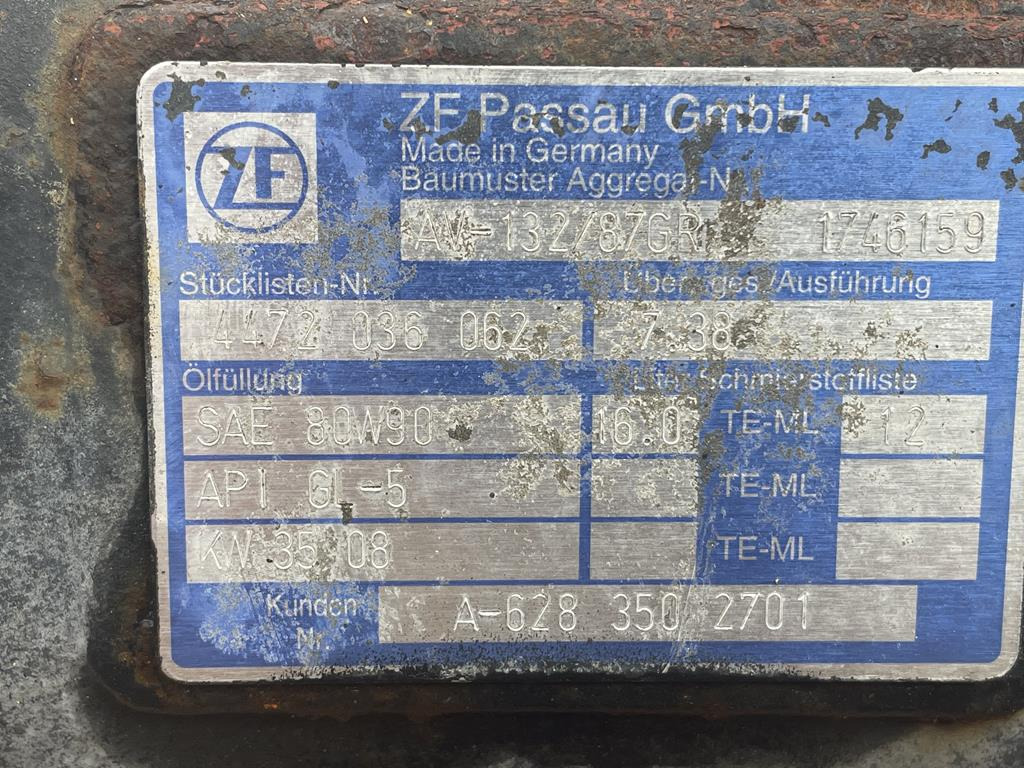 ZF
ZF Passau GmbH
Made in Germany
Baumuster Aggregat-N
AV-132/87GR 1746159
Stücklisten-Nr. /Ausführung
4472 036 062 7.38
Ölfüllung Liter Schmierstoffliste
SAE 80W90 16.0 TE-ML 12
API GL-5 TE-ML
KW 35 08 TE-ML
Kunden A-628 350 2701
Nr